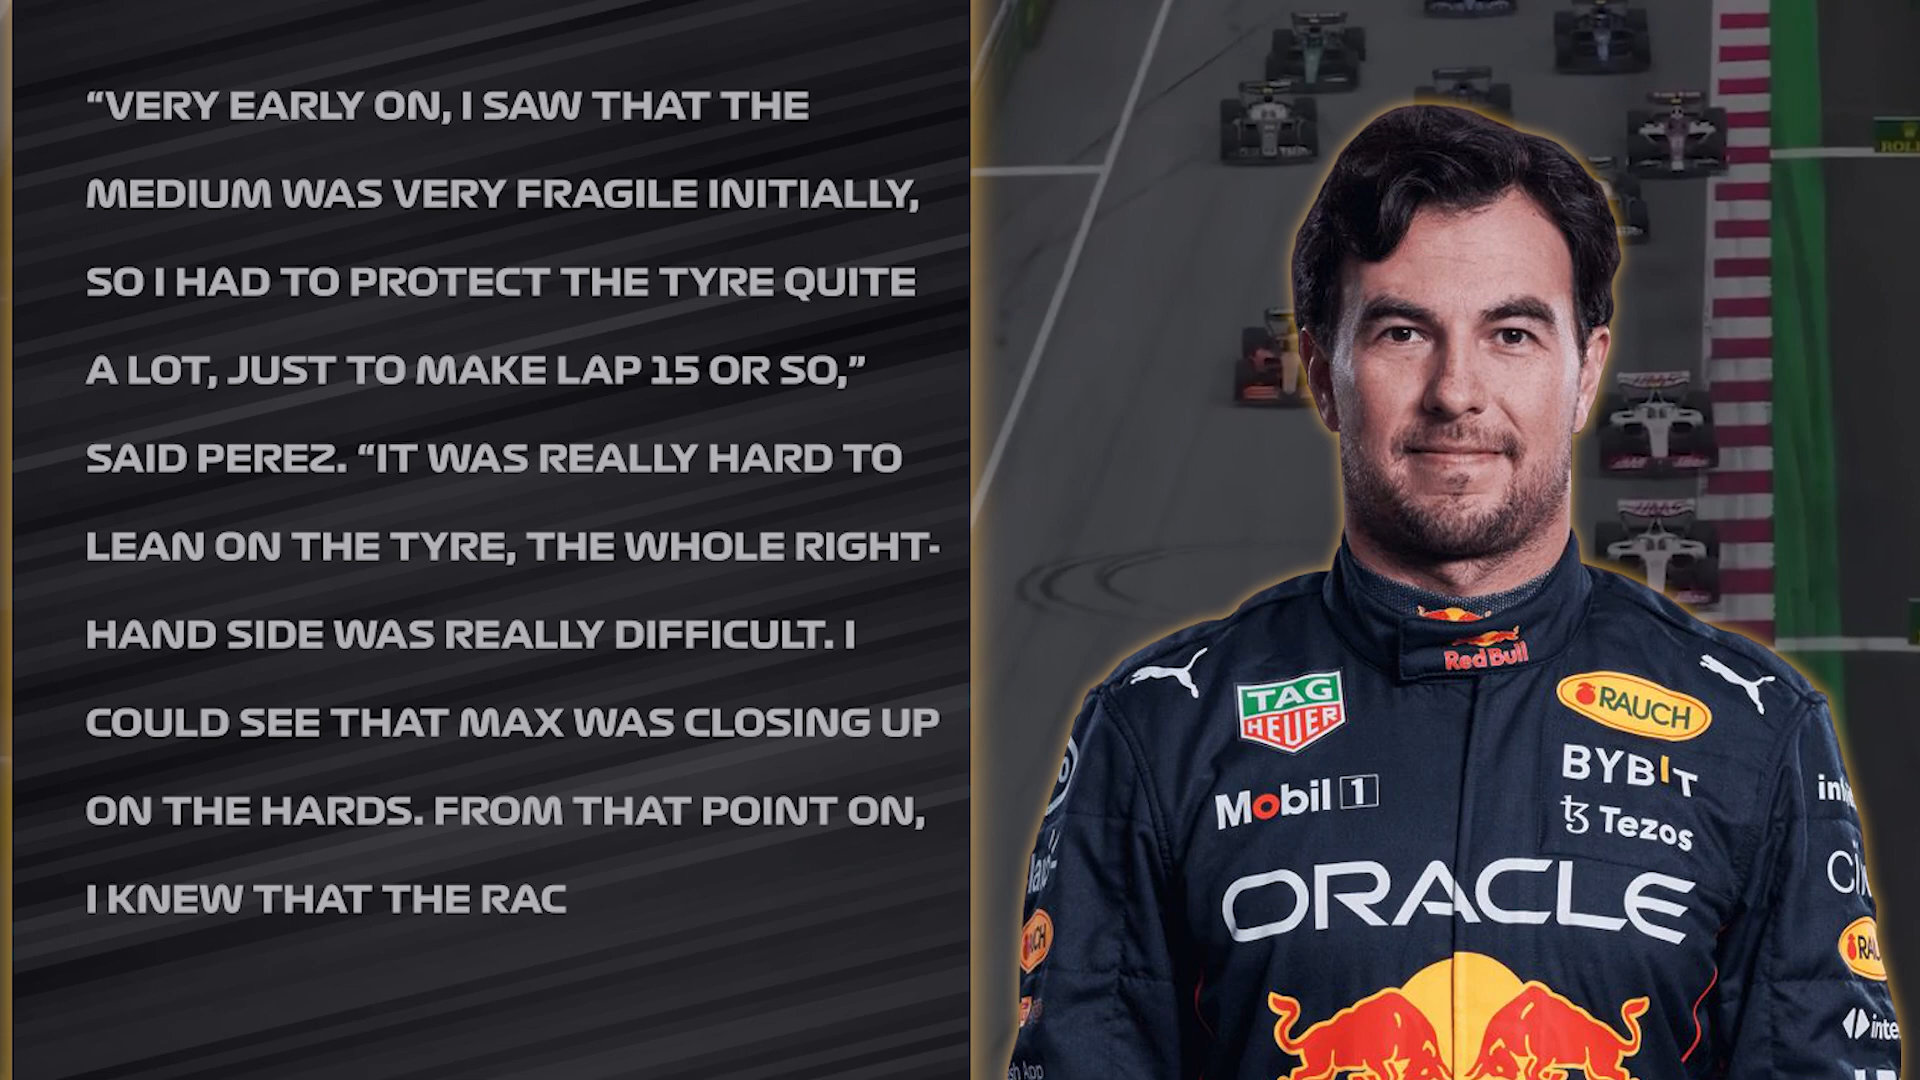 “VERY EARLY ON, I SAW THAT THE
MEDIUM WAS VERY FRAGILE INITIALLY,
SO I HAD TO PROTECT THE TYRE QUITE
A LOT, JUST TO MAKE LAP 15 OR SO,”
SAID PEREZ. “IT WAS REALLY HARD TO
LEAN ON THE TYRE, THE WHOLE RIGHT-
HAND SIDE WAS REALLY DIFFICULT. I
COULD SEE THAT MAX WAS CLOSING UP
ON THE HARDS. FROM THAT POINT ON,
I KNEW THAT THE RAC
Red Bull
TAG
HEUER
RAUCH
BYBIT
Mobil 1
Tezos
ORACLE